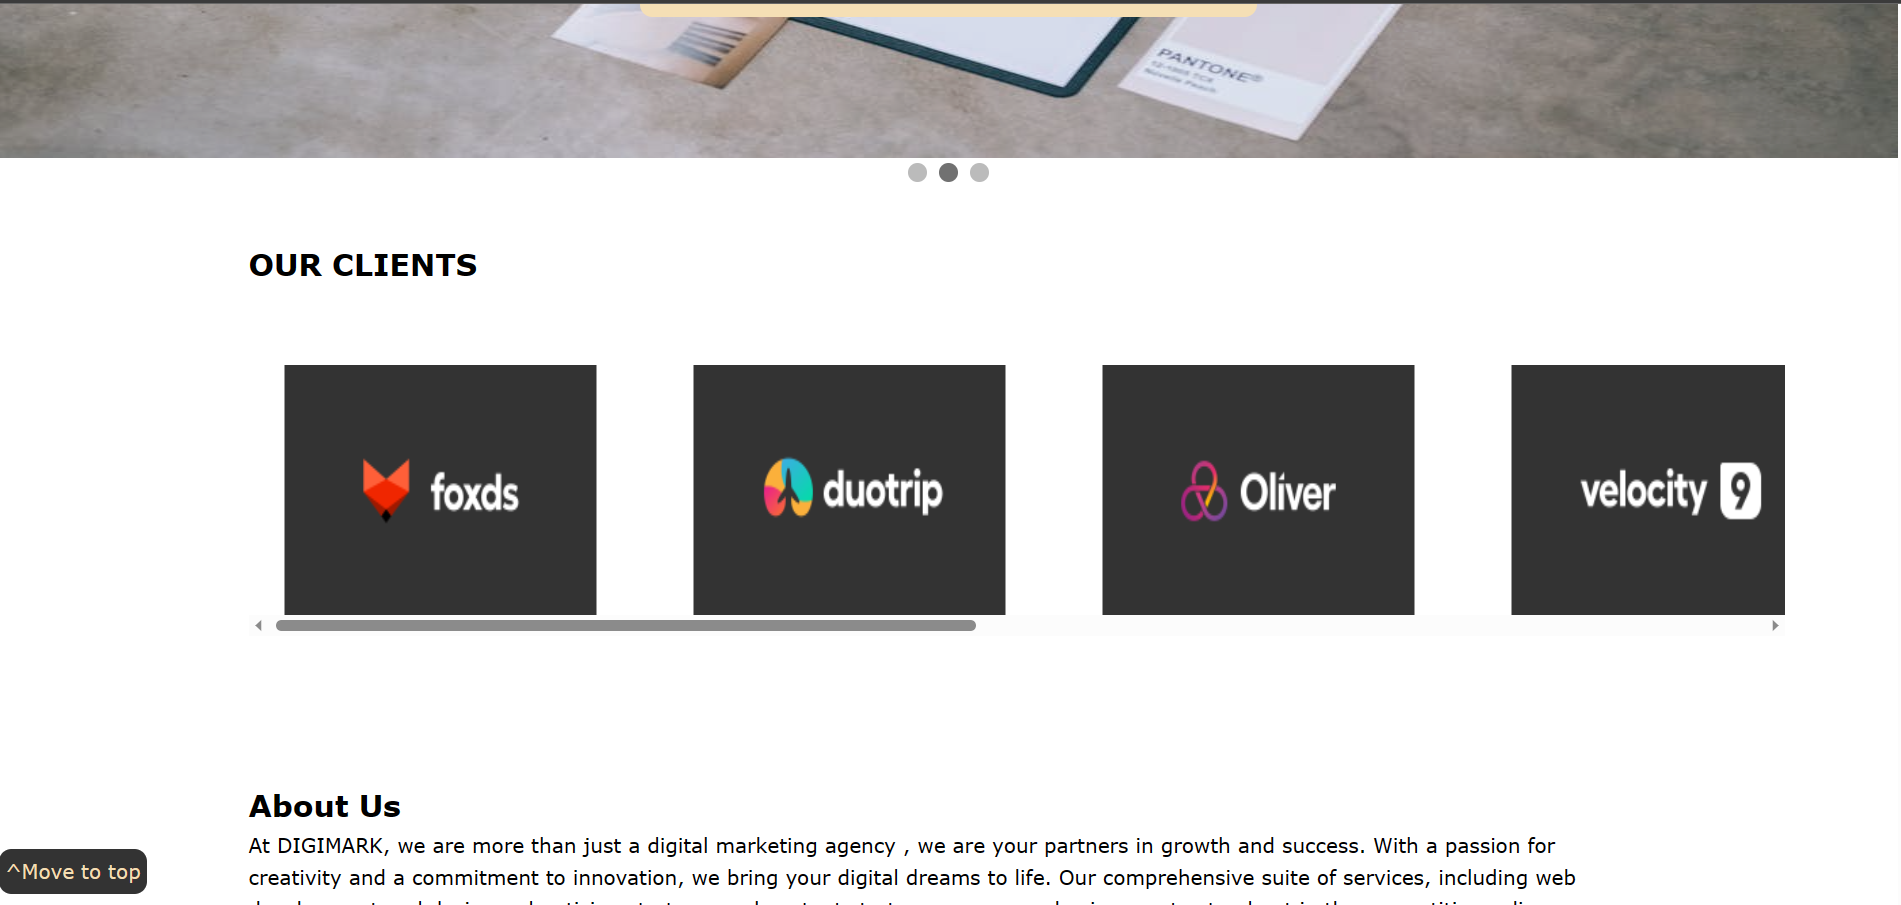 PANTONE®
OUR CLIENTS
foxds
duotrip
Oliver
velocity 9
About Us
At DIGIMARK, we are more than just a digital marketing agency , we are your partners in growth and success. With a passion for
creativity and a commitment to innovation, we bring your digital dreams to life. Our comprehensive suite of services, including web
^Move to top